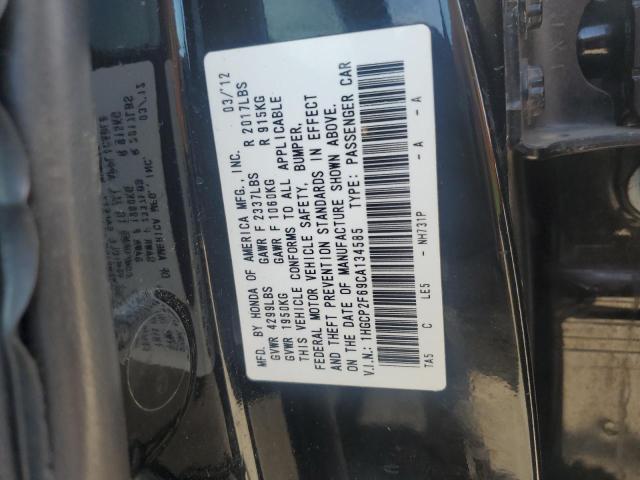 MFD. BY HONDA OF AMERICA MFG., INC. 03/12
GVWR 4299LBS GAWR F 2337LBS R 2017LBS
GVWR 1950KG GAWR F 1060KG R 915KG
THIS VEHICLE CONFORMS TO ALL APPLICABLE
FEDERAL MOTOR VEHICLE SAFETY, BUMPER,
AND THEFT PREVENTION STANDARDS IN EFFECT
ON THE DATE OF MANUFACTURE SHOWN ABOVE.
V.I.N.: 1HGCP2F69CA134585 TYPE: PASSENGER CAR
TA5 C LE5 - NH731P - A - A